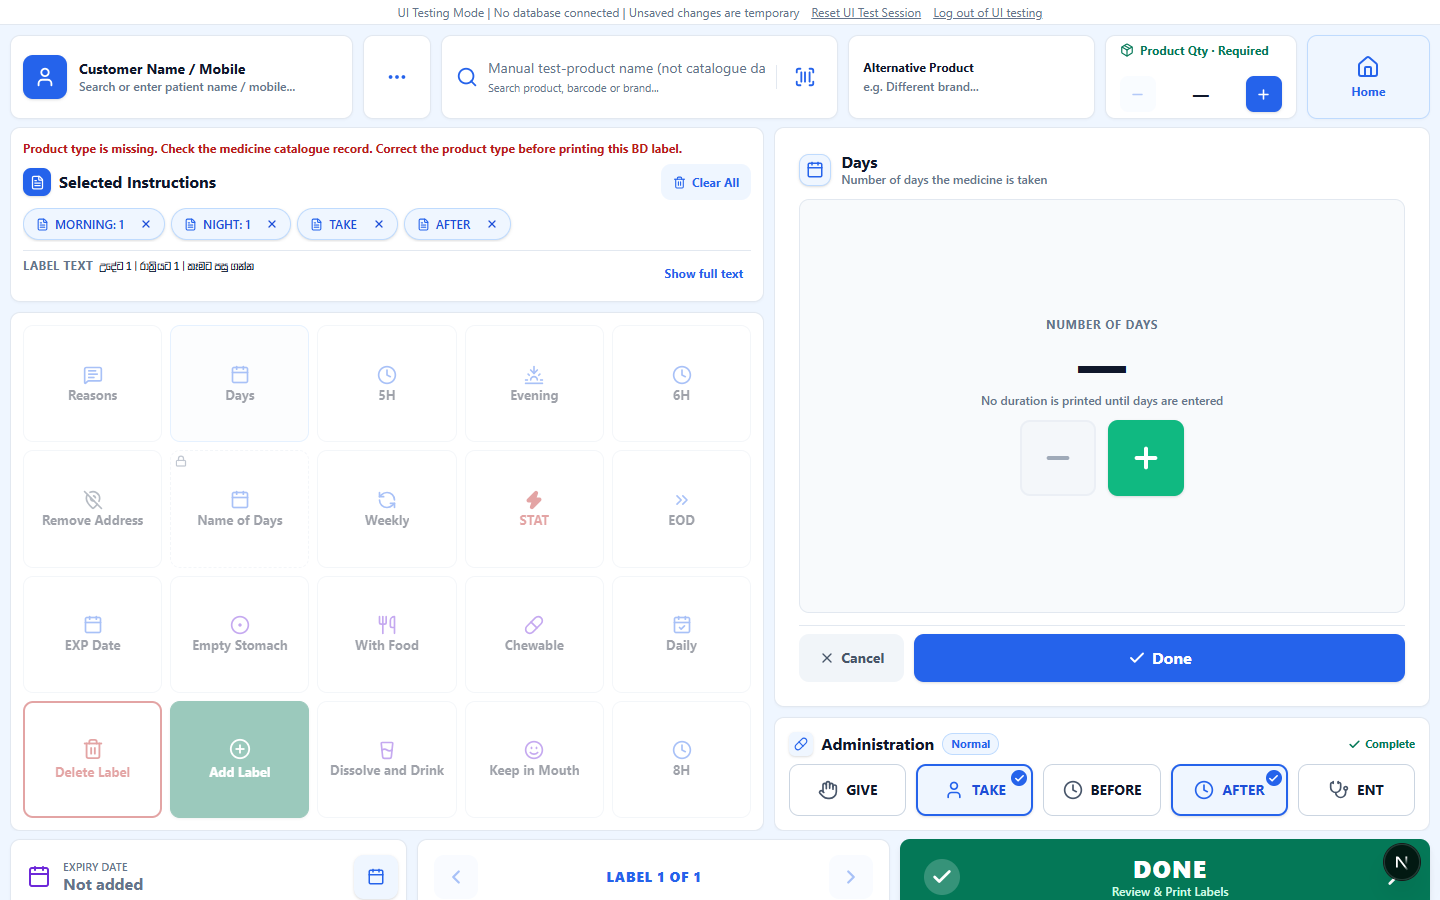 UI Testing Mode | No database connected | Unsaved changes are temporary Reset UI Test Session Log out of UI testing
Customer Name / Mobile
Search or enter patient name / mobile...
Manual test-product name (not catalogue da
Search product, barcode or brand...
Alternative Product
e.g. Different brand...
Product Qty · Required
—
Home
Product type is missing. Check the medicine catalogue record. Correct the product type before printing this BD label.
Selected Instructions
Clear All
MORNING: 1
NIGHT: 1
TAKE
AFTER
LABEL TEXT උදේට 1 | රාත්‍රියට 1 | කෑමට පසු ගන්න
Show full text
Reasons
Days
5H
Evening
6H
Remove Address
Name of Days
Weekly
STAT
EOD
EXP Date
Empty Stomach
With Food
Chewable
Daily
Delete Label
Add Label
Dissolve and Drink
Keep in Mouth
8H
Days
Number of days the medicine is taken
NUMBER OF DAYS
—
No duration is printed until days are entered
Cancel
Done
Administration Normal
Complete
GIVE
TAKE
BEFORE
AFTER
ENT
EXPIRY DATE
Not added
LABEL 1 OF 1
DONE
Review & Print Labels
N